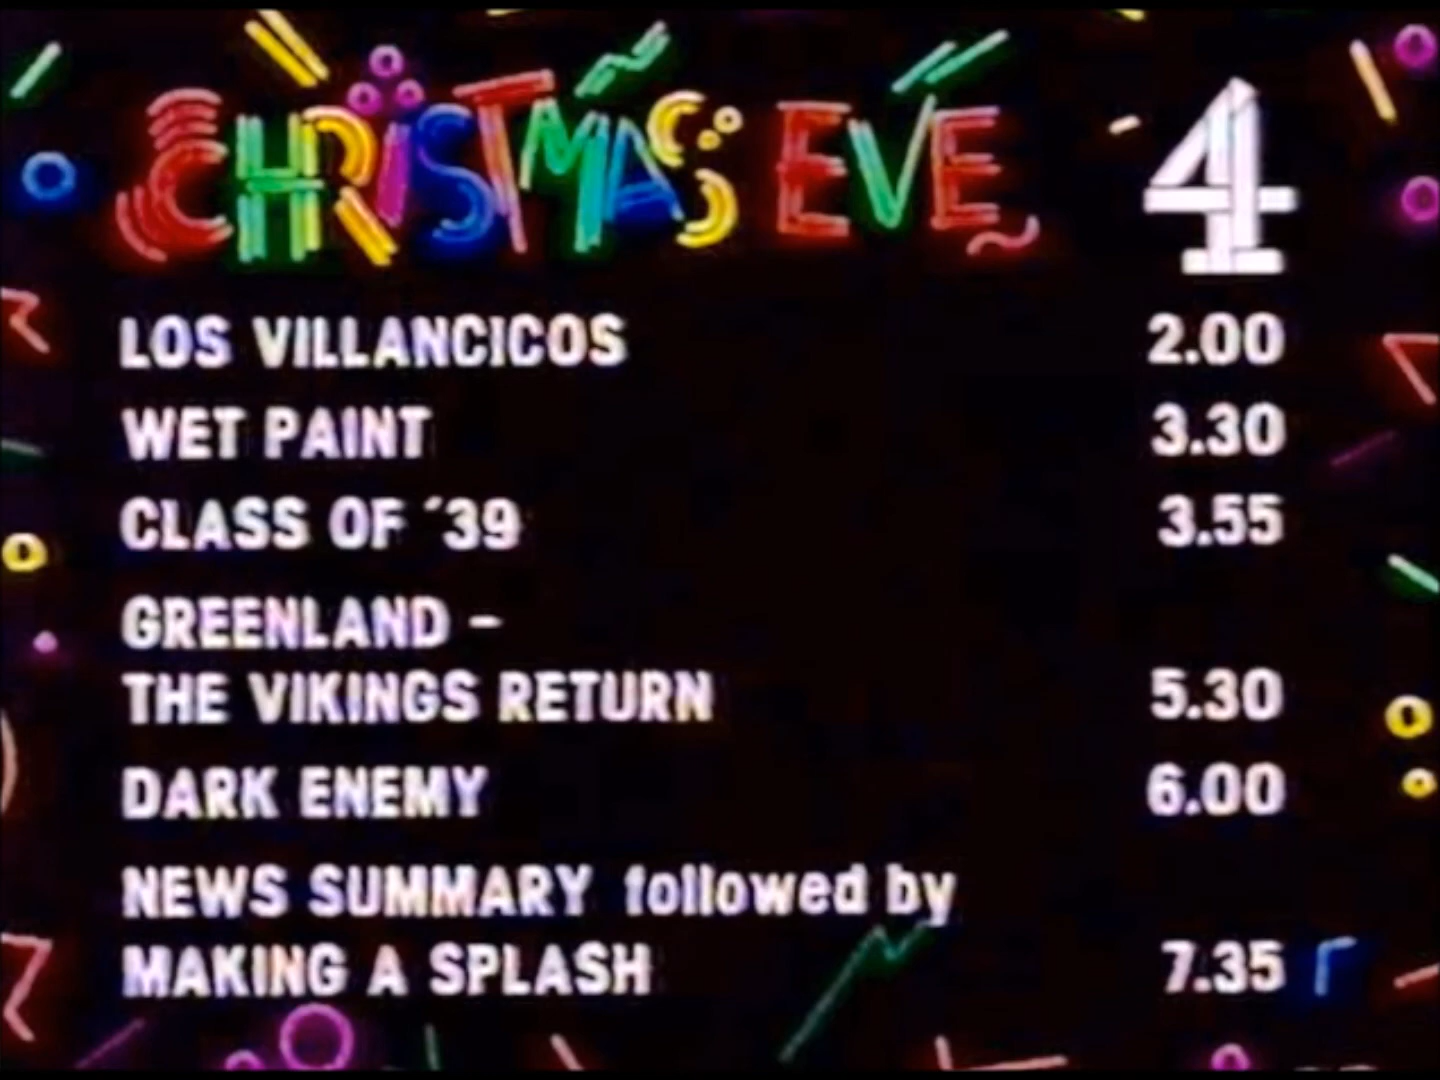 CHRISTMAS EVE 4
LOS VILLANCICOS 2.00
WET PAINT 3.30
CLASS OF ´39 3.55
GREENLAND –
THE VIKINGS RETURN 5.30
DARK ENEMY 6.00
NEWS SUMMARY followed by
MAKING A SPLASH 7.35